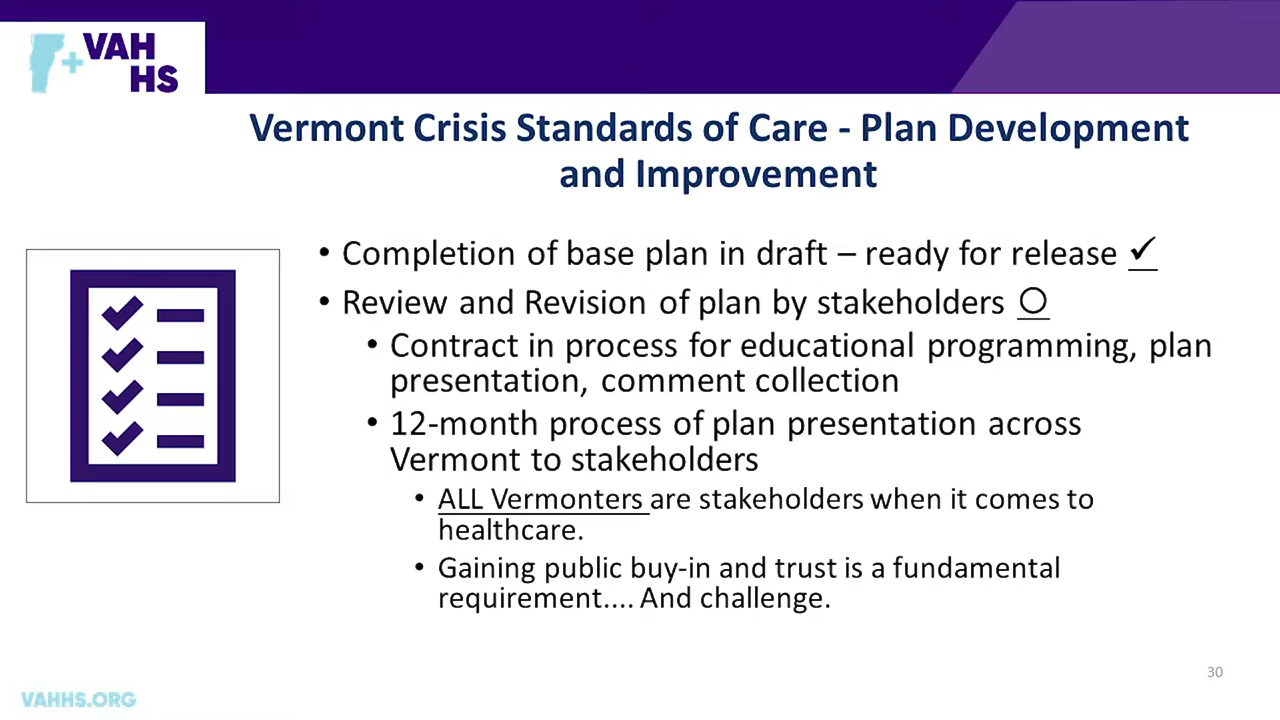 +VAH
HS
Vermont Crisis Standards of Care - Plan Development
and Improvement
• Completion of base plan in draft – ready for release ✓
• Review and Revision of plan by stakeholders O
• Contract in process for educational programming, plan
presentation, comment collection
• 12-month process of plan presentation across
Vermont to stakeholders
• ALL Vermonters are stakeholders when it comes to
healthcare.
• Gaining public buy-in and trust is a fundamental
requirement.... And challenge.
30
VAHHS.ORG